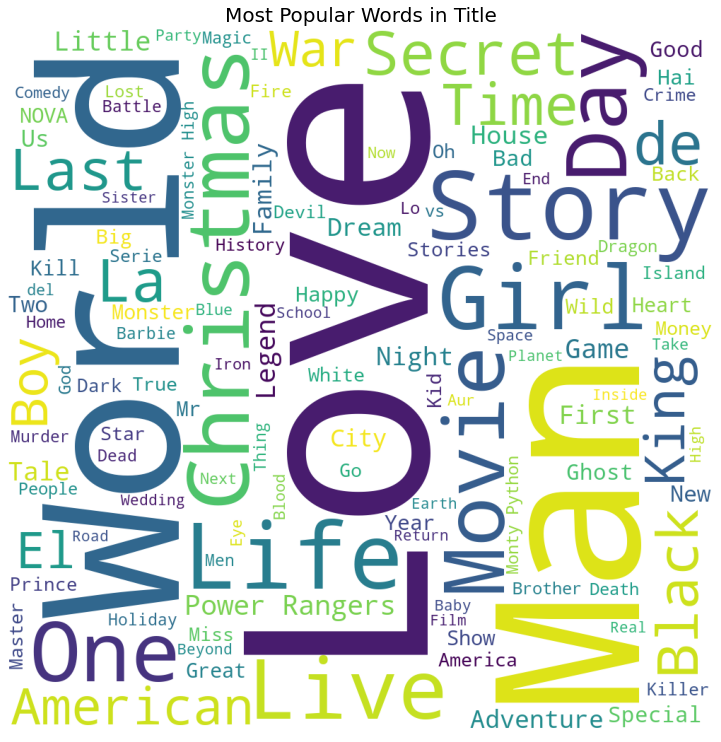 Most Popular Words in Title
Little
Party
Magic
II
War
Secret
Day
Good
Comedy
Lost
Battle
World
Christmas
Fire
Love
Time
Hai
Crime
NOVA
Us
Monster High
Family
Now
Oh
House
Bad
de
Back
Last
Sister
Devil
Dream
Lo
vs
End
Story
Big
Serie
History
Stories
Friend
Dragon
Kill
La
Island
del
Two
Monster
Blue
Happy
School
Girl
Wild
Heart
Home
Barbie
Iron
Legend
Night
Space
Planet
Game
Money
Take
Boy
God
Dark
True
White
Kid
Movie
Man
Inside
King
Mr
Aur
First
Murder
Star
City
High
Dead
Thing
Go
Tale
People
Next
Blood
Ghost
New
Wedding
Earth
Monty Python
Road
Eye
Year
Return
Black
El
Men
Life
Prince
Brother
Death
Holiday
Power Rangers
Baby
Film
Master
One
Miss
Beyond
Show
Real
Great
America
Killer
American
Live
Adventure
Special